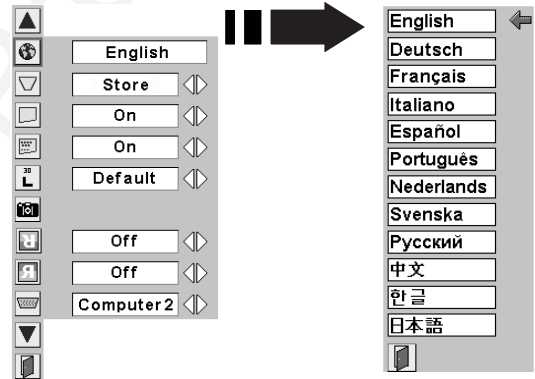 English
Store
On
On
30
L
Default
Off
R
Off
Я
Computer2
English
Deutsch
Français
Italiano
Español
Português
Nederlands
Svenska
Русский
中文
한글
日本語